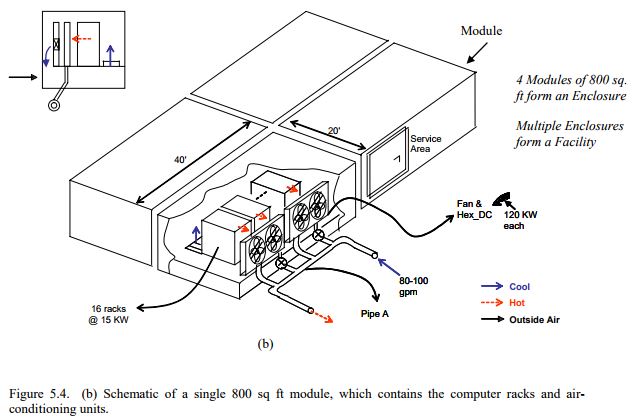 Module
4 Modules of 800 sq.
ft form an Enclosure
Multiple Enclosures
form a Facility
20'
Service
Area
40'
Fan &
Hex_DC
120 KW
each
80-100
gpm
Cool
Hot
Outside Air
16 racks
@ 15 KW
Pipe A
(b)
Figure 5.4. (b) Schematic of a single 800 sq ft module, which contains the computer racks and air-
conditioning units.